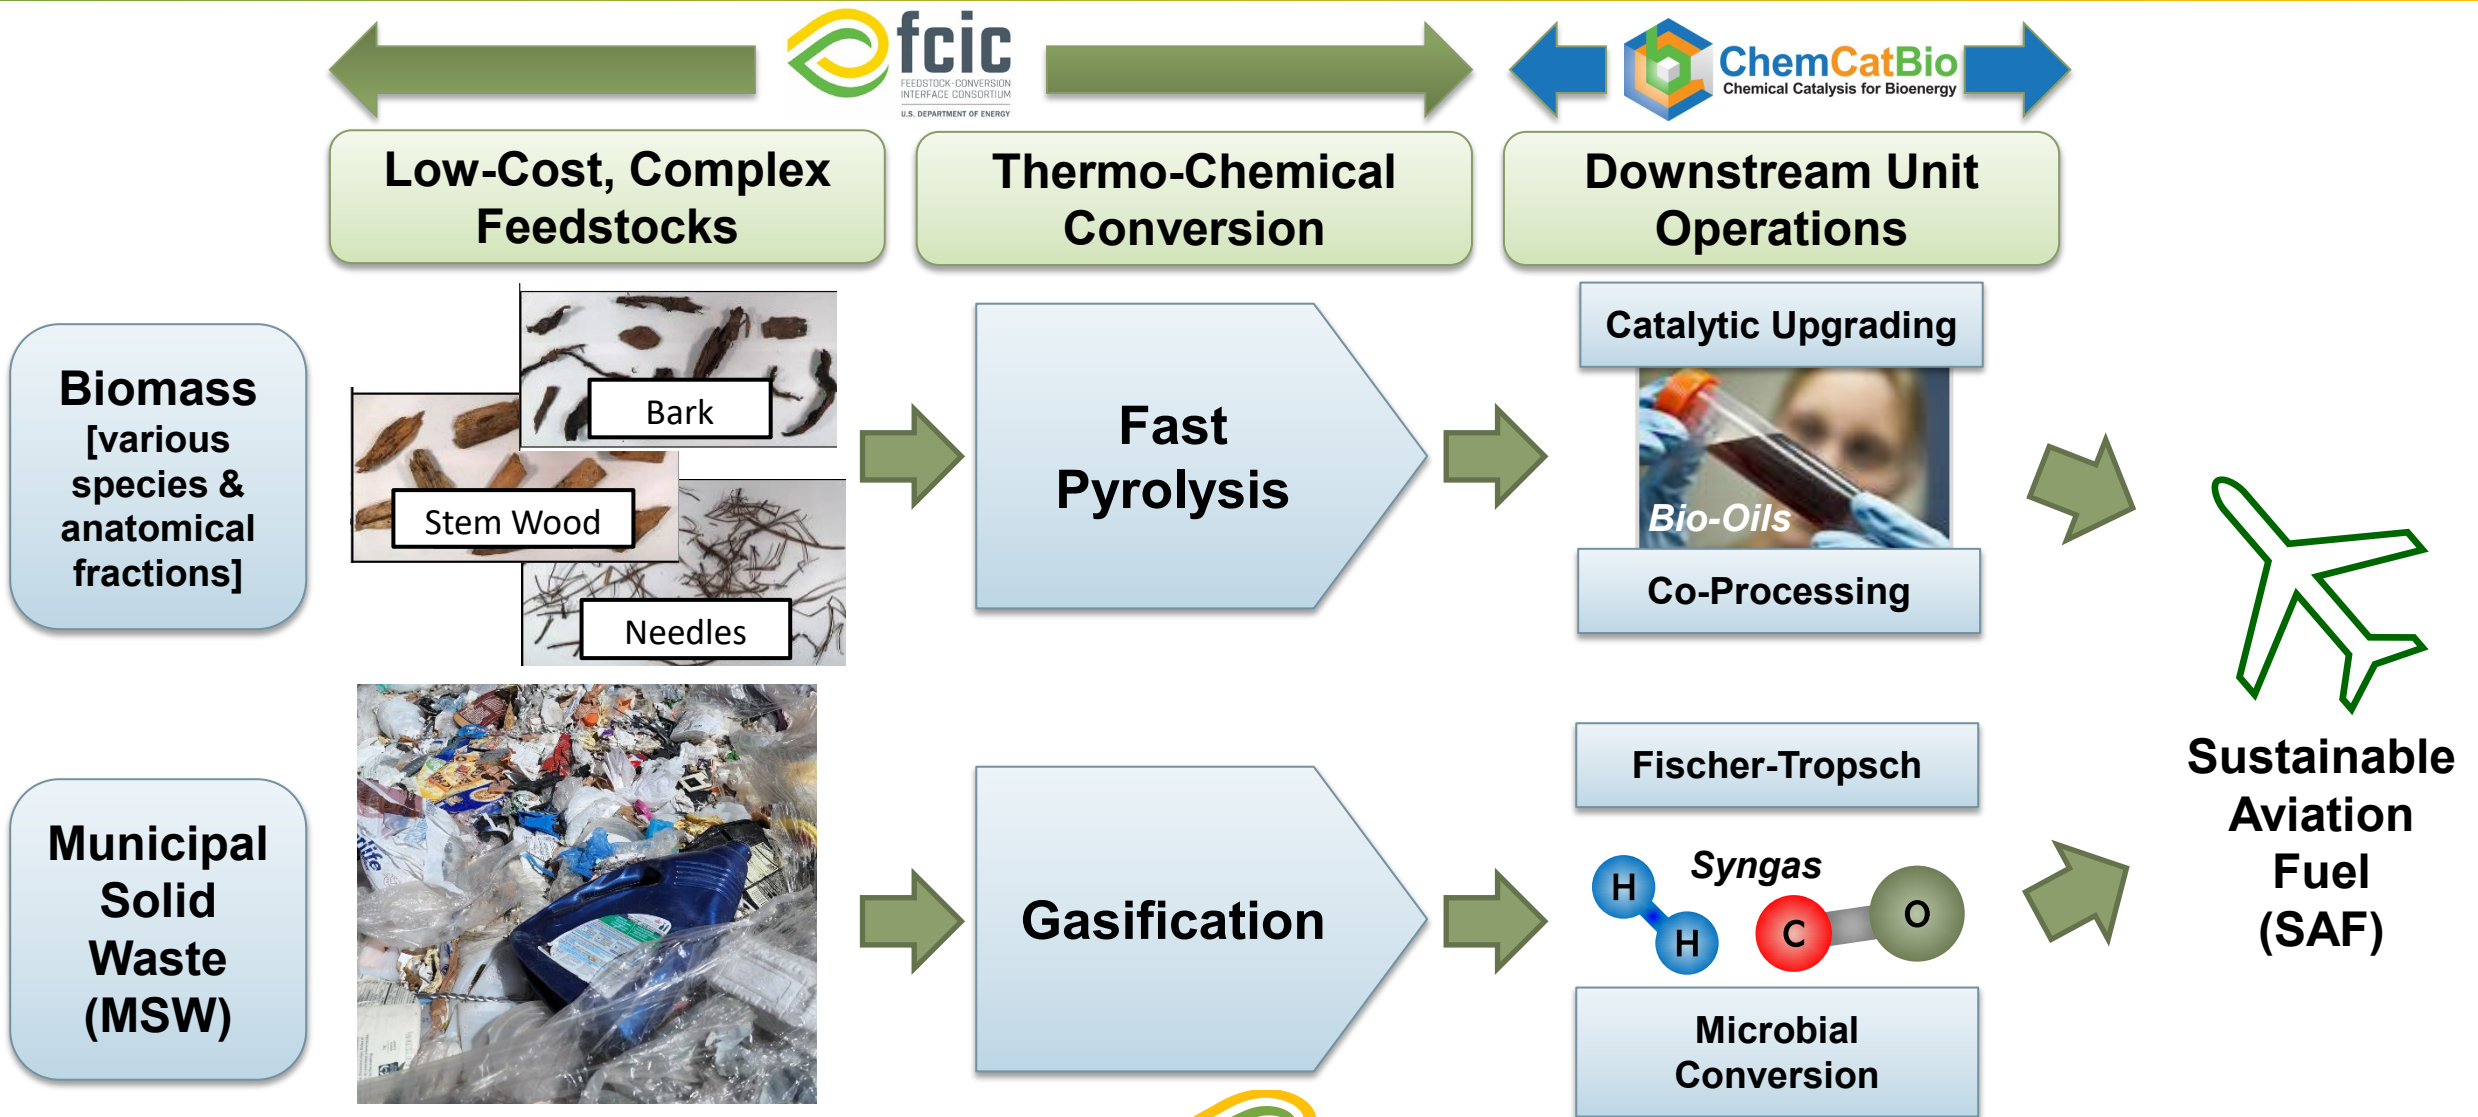 fcic
FEEDSTOCK-CONVERSION
INTERFACE CONSORTIUM
U.S. DEPARTMENT OF ENERGY
ChemCatBio
Chemical Catalysis for Bioenergy
Low-Cost, Complex
Feedstocks
Thermo-Chemical
Conversion
Downstream Unit
Operations
Biomass
[various
species &
anatomical
fractions]
Bark
Stem Wood
Needles
Fast
Pyrolysis
Catalytic Upgrading
Bio-Oils
Co-Processing
Municipal
Solid
Waste
(MSW)
Gasification
Fischer-Tropsch
Syngas
H
H
C
O
Microbial
Conversion
Sustainable
Aviation
Fuel
(SAF)